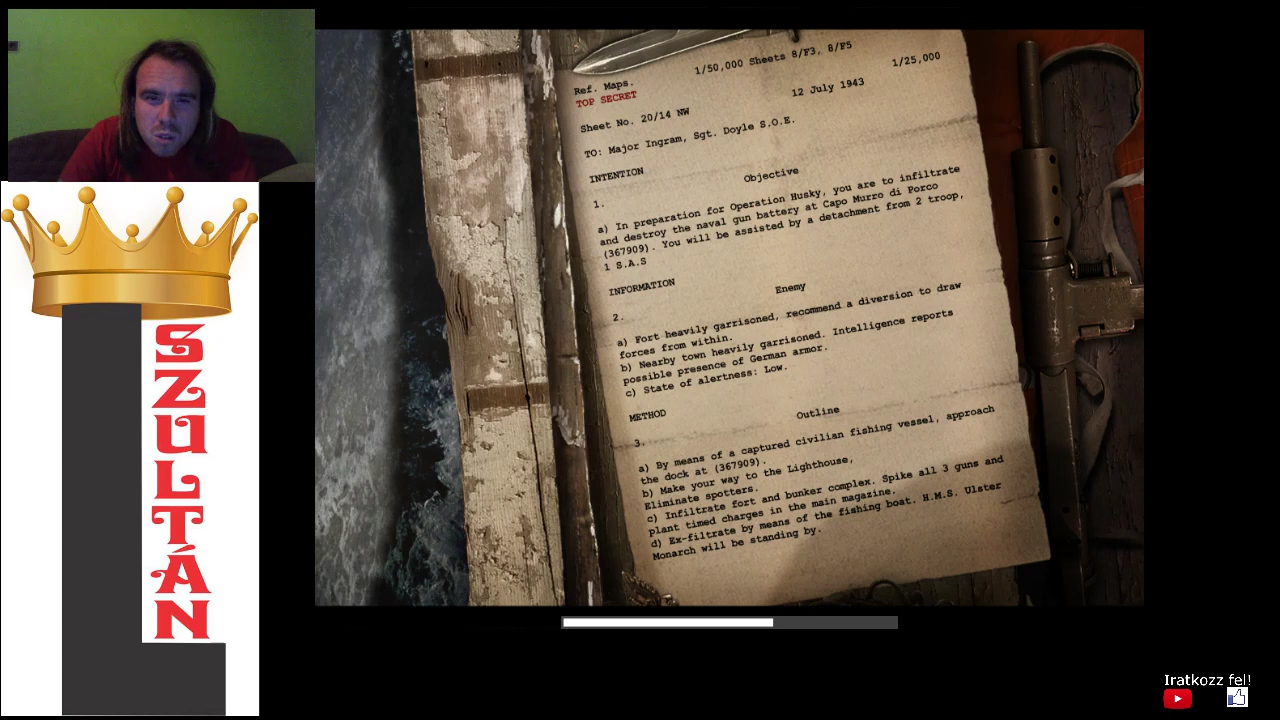 SZULTÁN
L
Ref. Maps. 1/50,000 Sheets 8/F3, 8/F5
TOP SECRET 1/25,000
Sheet No. 20/14 NW 12 July 1943
TO: Major Ingram, Sgt. Doyle S.O.E.
INTENTION
Objective
1.
a) In preparation for Operation Husky, you are to infiltrate
and destroy the naval gun battery at Capo Murro di Porco
(367909). You will be assisted by a detachment from 2 troop,
1 S.A.S
INFORMATION
Enemy
2.
a) Fort heavily garrisoned, recommend a diversion to draw
forces from within.
b) Nearby town heavily garrisoned. Intelligence reports
possible presence of German armor.
c) State of alertness: Low.
METHOD
Outline
3.
a) By means of a captured civilian fishing vessel, approach
the dock at (367909).
b) Make your way to the Lighthouse,
Eliminate spotters.
c) Infiltrate fort and bunker complex. Spike all 3 guns and
plant timed charges in the main magazine.
d) Ex-filtrate by means of the fishing boat. H.M.S. Ulster
Monarch will be standing by.
Iratkozz fel!